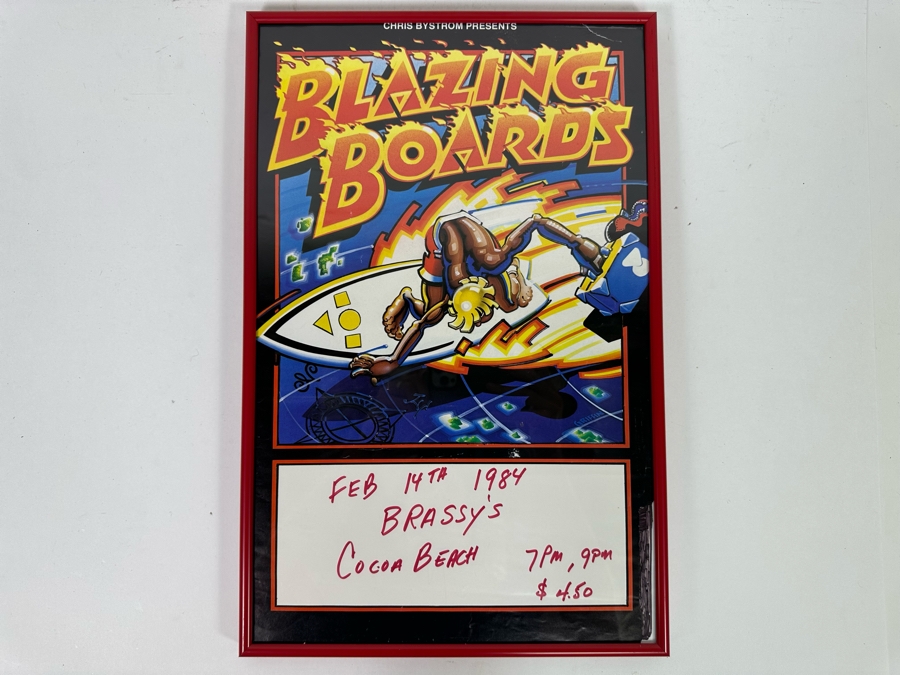 CHRIS BYSTROM PRESENTS
BLAZING
BOARDS
FEB 14TH 1984
BRASSY'S
COCOA BEACH 7PM, 9PM
$ 4.50